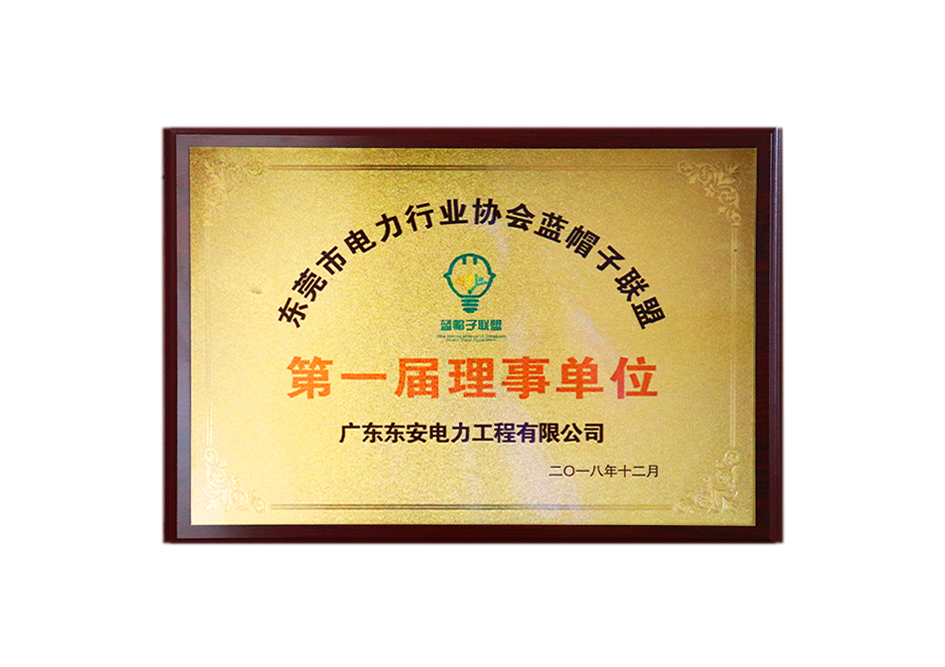 东莞市电力行业协会蓝帽子联盟
蓝帽子联盟
第一届理事单位
广东东安电力工程有限公司
二〇一八年十二月